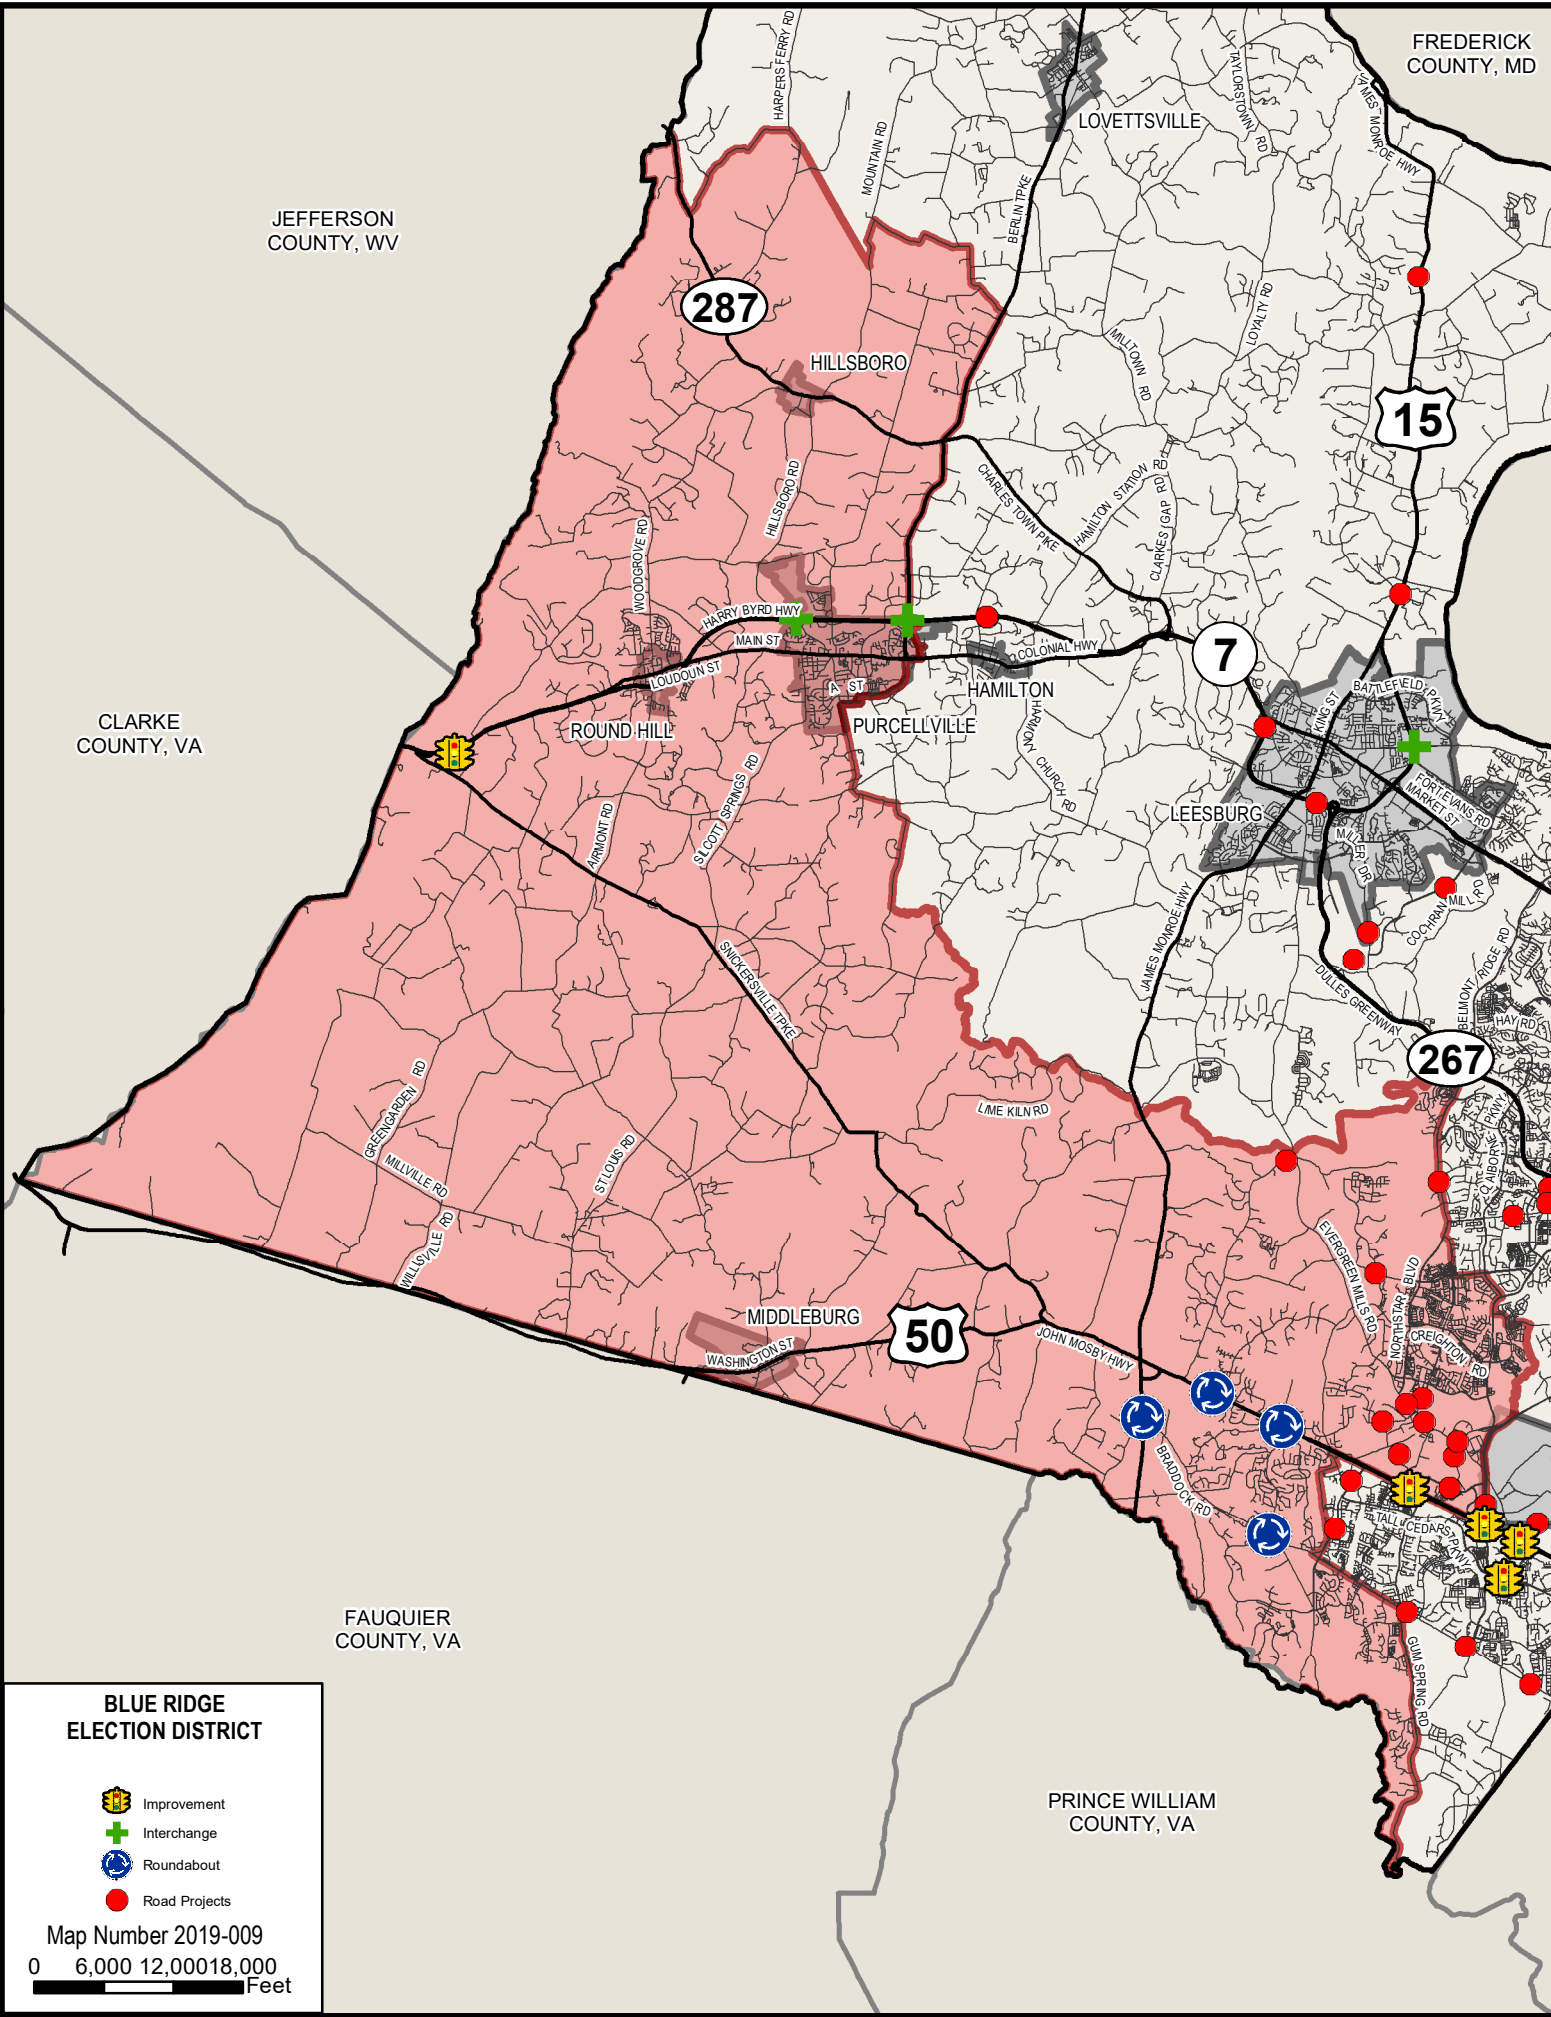 FREDERICK
COUNTY, MD
HARPERS FERRY RD
TAYLORSTOWN RD
JAMES MONROE HWY
LOVETTSVILLE
MOUNTAIN RD
BERLIN TPKE
JEFFERSON
COUNTY, WV
287
LOYALTY RD
MILLTOWN RD
HILLSBORO
15
HILLSBORO RD
CHARLES TOWN PIKE
HAMILTON STATION RD
CLARKES GAP RD
WOODGROVE RD
HARRY BYRD HWY
MAIN ST
LOUDOUN ST
A ST
COLONIAL HWY
7
HAMILTON
BATTLEFIELD PKWY
KING ST
CLARKE
COUNTY, VA
ROUND HILL
PURCELLVILLE
HARMONY CHURCH RD
SILCOTT SPRINGS RD
AIRMONT RD
LEESBURG
FORT EVANS RD
MARKET ST
MILLER DR
COCHRAN MILL RD
JAMES MONROE HWY
SNICKERSVILLE TPKE
DULLES GREENWAY
BELMONT RIDGE RD
HAY RD
267
GREENGARDEN RD
LIME KILN RD
CLAIBORNE PKWY
MILLVILLE RD
ST LOUIS RD
WILLISVILLE RD
EVERGREEN MILLS RD
NORTHSTAR BLVD
CREIGHTON RD
MIDDLEBURG
50
WASHINGTON ST
JOHN MOSBY HWY
BRADDOCK RD
TALL CEDARS PKWY
FAUQUIER
COUNTY, VA
GUM SPRING RD
PRINCE WILLIAM
COUNTY, VA
BLUE RIDGE
ELECTION DISTRICT
Improvement
Interchange
Roundabout
Road Projects
Map Number 2019-009
0 6,000 12,00018,000
Feet